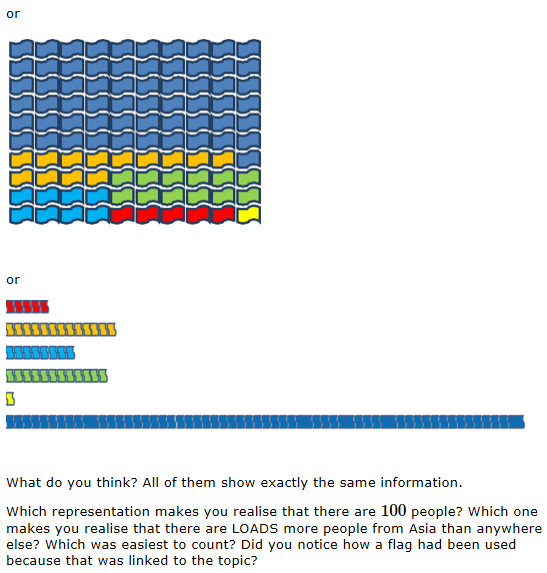 or
or
What do you think? All of them show exactly the same information.
Which representation makes you realise that there are 100 people? Which one
makes you realise that there are LOADS more people from Asia than anywhere
else? Which was easiest to count? Did you notice how a flag had been used
because that was linked to the topic?